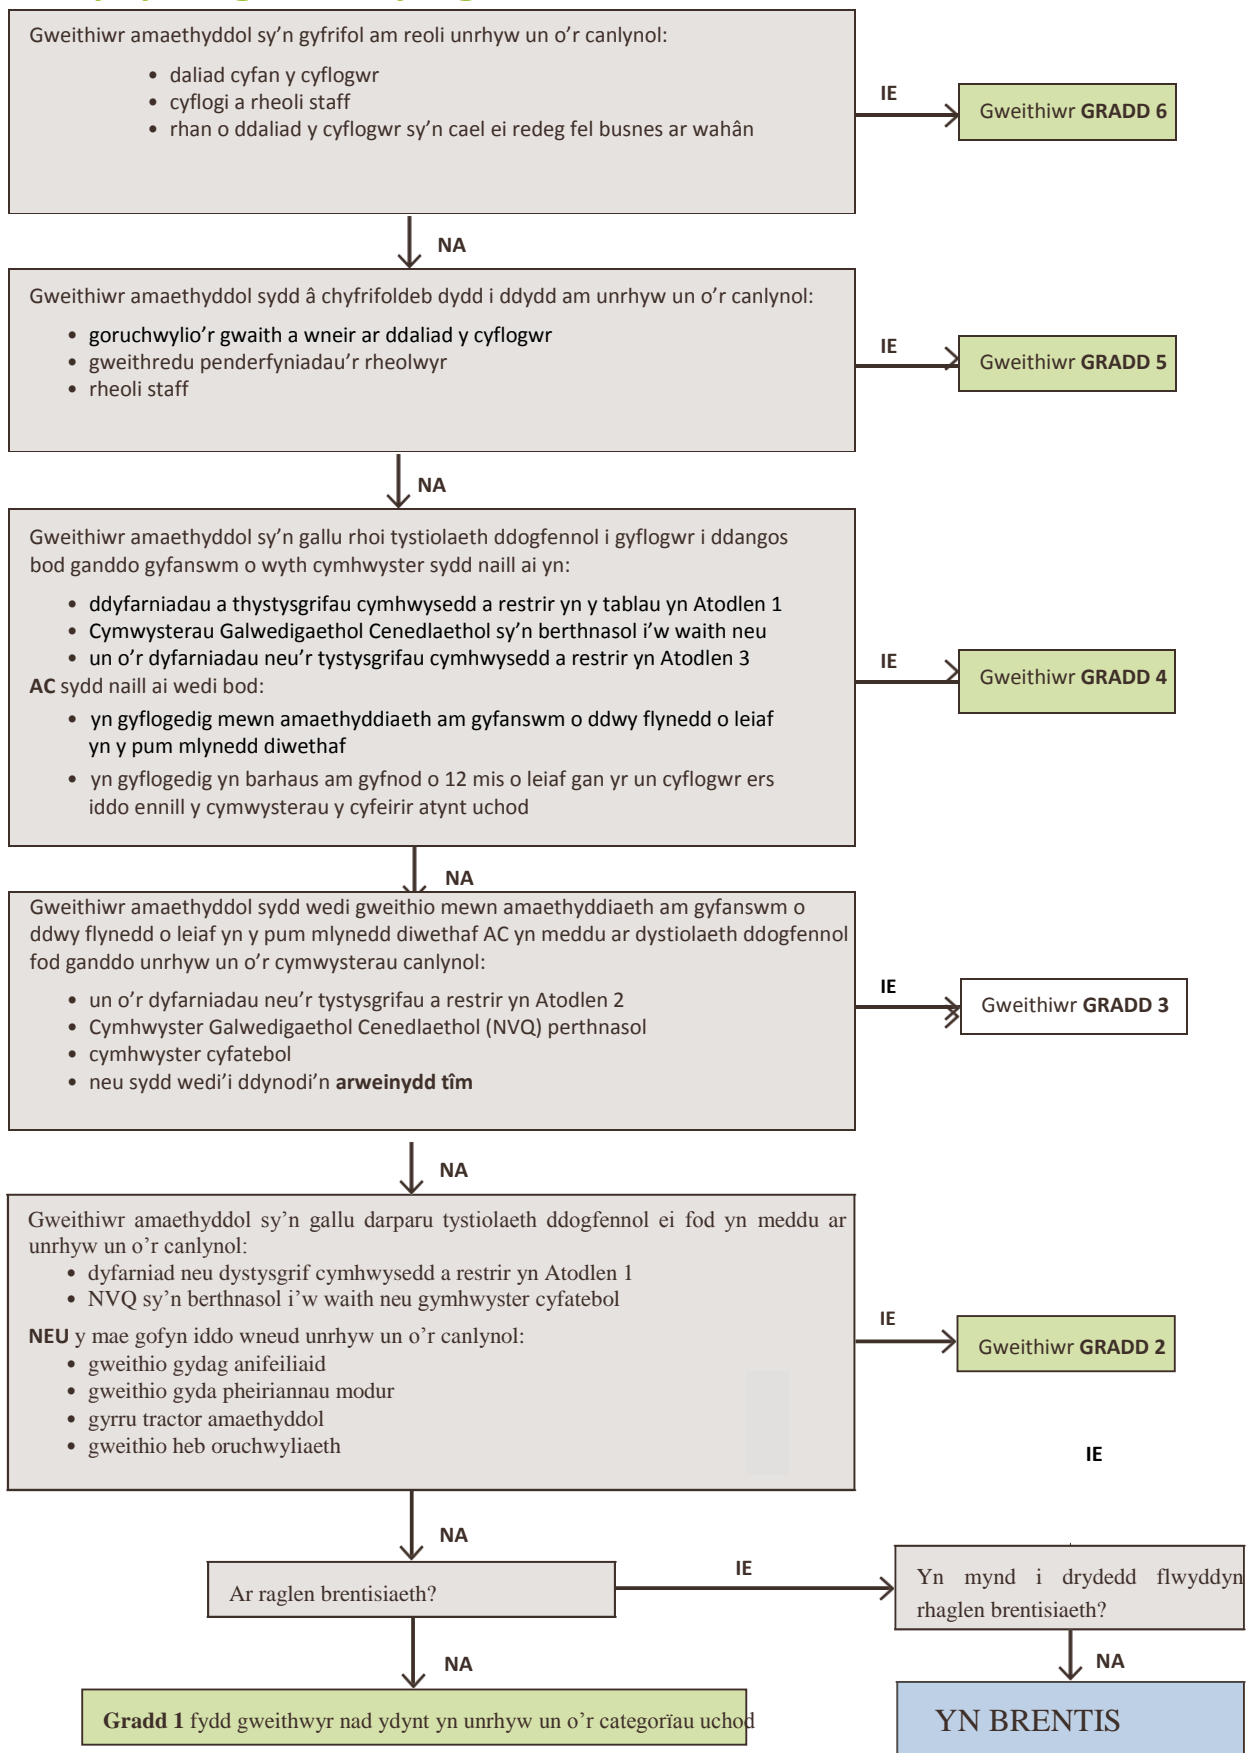 Gweithiwr amaethyddol sy’n gyfrifol am reoli unrhyw un o’r canlynol:
• daliad cyfan y cyflogwr
• cyflogi a rheoli staff
• rhan o ddaliad y cyflogwr sy’n cael ei redeg fel busnes ar wahân
IE
Gweithiwr GRADD 6
NA
Gweithiwr amaethyddol sydd â chyfrifoldeb dydd i ddydd am unrhyw un o’r canlynol:
• goruchwylio’r gwaith a wneir ar ddaliad y cyflogwr
• gweithredu penderfyniadau’r rheolwyr
• rheoli staff
IE
Gweithiwr GRADD 5
NA
Gweithiwr amaethyddol sy’n gallu rhoi tystiolaeth ddogfennol i gyflogwr i ddangos
bod ganddo gyfanswm o wyth cymhwyster sydd naill ai yn:
• ddyfarniadau a thystysgrifau cymhwysedd a restrir yn y tablau yn Atodlen 1
• Cymwysterau Galwedigaethol Cenedlaethol sy’n berthnasol i’w waith neu
• un o’r dyfarniadau neu’r tystysgrifau cymhwysedd a restrir yn Atodlen 3
AC sydd naill ai wedi bod:
• yn gyflogedig mewn amaethyddiaeth am gyfanswm o ddwy flynedd o leiaf
yn y pum mlynedd diwethaf
• yn gyflogedig yn barhaus am gyfnod o 12 mis o leiaf gan yr un cyflogwr ers
iddo ennill y cymwysterau y cyfeirir atynt uchod
IE
Gweithiwr GRADD 4
NA
Gweithiwr amaethyddol sydd wedi gweithio mewn amaethyddiaeth am gyfanswm o
ddwy flynedd o leiaf yn y pum mlynedd diwethaf AC yn meddu ar dystiolaeth ddogfennol
fod ganddo unrhyw un o’r cymwysterau canlynol:
• un o’r dyfarniadau neu’r tystysgrifau a restrir yn Atodlen 2
• Cymhwyster Galwedigaethol Cenedlaethol (NVQ) perthnasol
• cymhwyster cyfatebol
• neu sydd wedi’i ddynodi’n arweinydd tîm
IE
Gweithiwr GRADD 3
NA
Gweithiwr amaethyddol sy’n gallu darparu tystiolaeth ddogfennol ei fod yn meddu ar
unrhyw un o’r canlynol:
• dyfarniad neu dystysgrif cymhwysedd a restrir yn Atodlen 1
• NVQ sy’n berthnasol i’w waith neu gymhwyster cyfatebol
NEU y mae gofyn iddo wneud unrhyw un o’r canlynol:
• gweithio gydag anifeiliaid
• gweithio gyda pheiriannau modur
• gyrru tractor amaethyddol
• gweithio heb oruchwyliaeth
IE
Gweithiwr GRADD 2
IE
NA
Ar raglen brentisiaeth?
IE
Yn mynd i drydedd flwyddyn
rhaglen brentisiaeth?
NA
NA
Gradd 1 fydd gweithwyr nad ydynt yn unrhyw un o’r categorïau uchod
YN BRENTIS